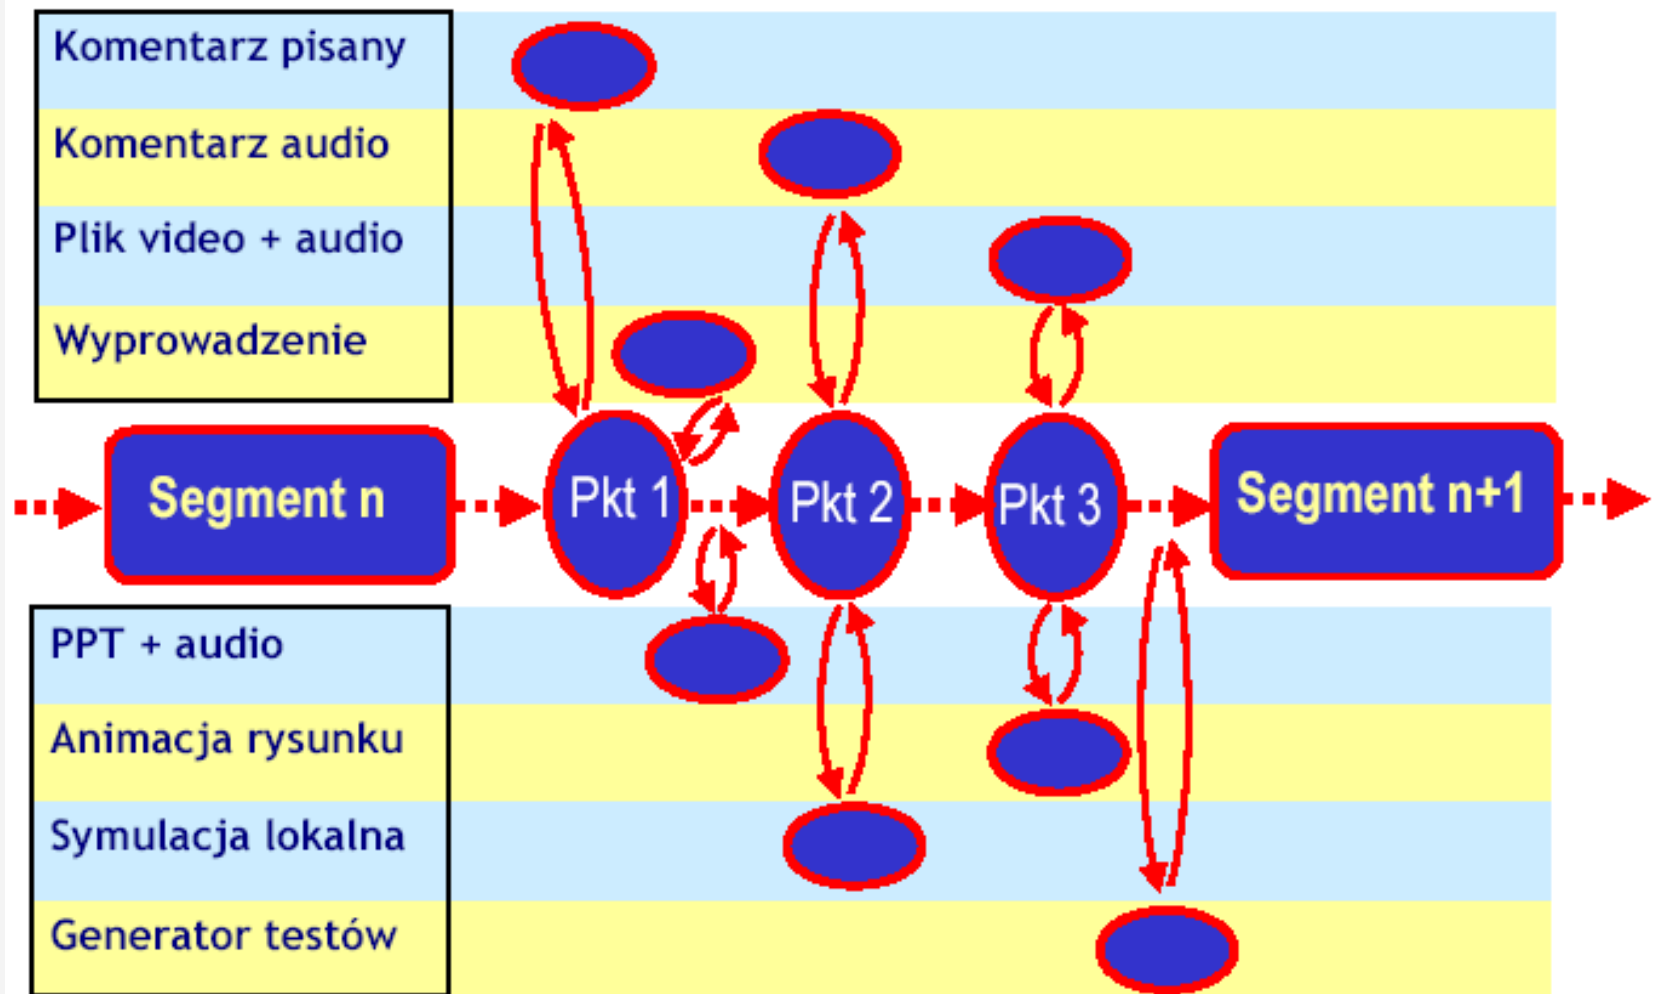 Komentarz pisany
Komentarz audio
Plik video + audio
Wyprowadzenie
Segment n
Pkt 1
Pkt 2
Pkt 3
Segment n+1
PPT + audio
Animacja rysunku
Symulacja lokalna
Generator testów